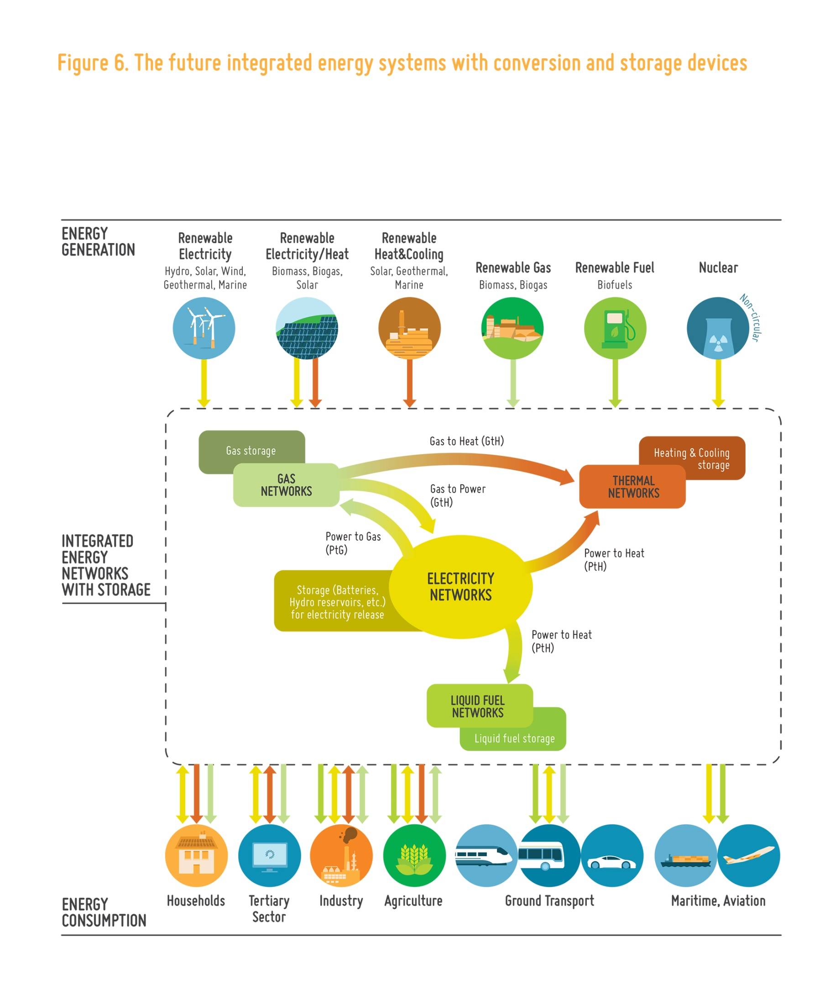 Figure 6. The future integrated energy systems with conversion and storage devices
ENERGY
GENERATION
Renewable
Electricity
Hydro, Solar, Wind,
Geothermal, Marine
Renewable
Electricity/Heat
Biomass, Biogas,
Solar
Renewable
Heat&Cooling
Solar, Geothermal,
Marine
Renewable Gas
Biomass, Biogas
Renewable Fuel
Biofuels
Nuclear
Non-circular
INTEGRATED
ENERGY
NETWORKS
WITH STORAGE
Gas storage
GAS
NETWORKS
Gas to Heat (GtH)
Heating & Cooling
storage
THERMAL
NETWORKS
Gas to Power
(GtH)
Power to Gas
(PtG)
Power to Heat
(PtH)
ELECTRICITY
NETWORKS
Storage (Batteries,
Hydro reservoirs, etc.)
for electricity release
Power to Heat
(PtH)
LIQUID FUEL
NETWORKS
Liquid fuel storage
ENERGY
CONSUMPTION
Households
Tertiary
Sector
Industry
Agriculture
Ground Transport
Maritime, Aviation